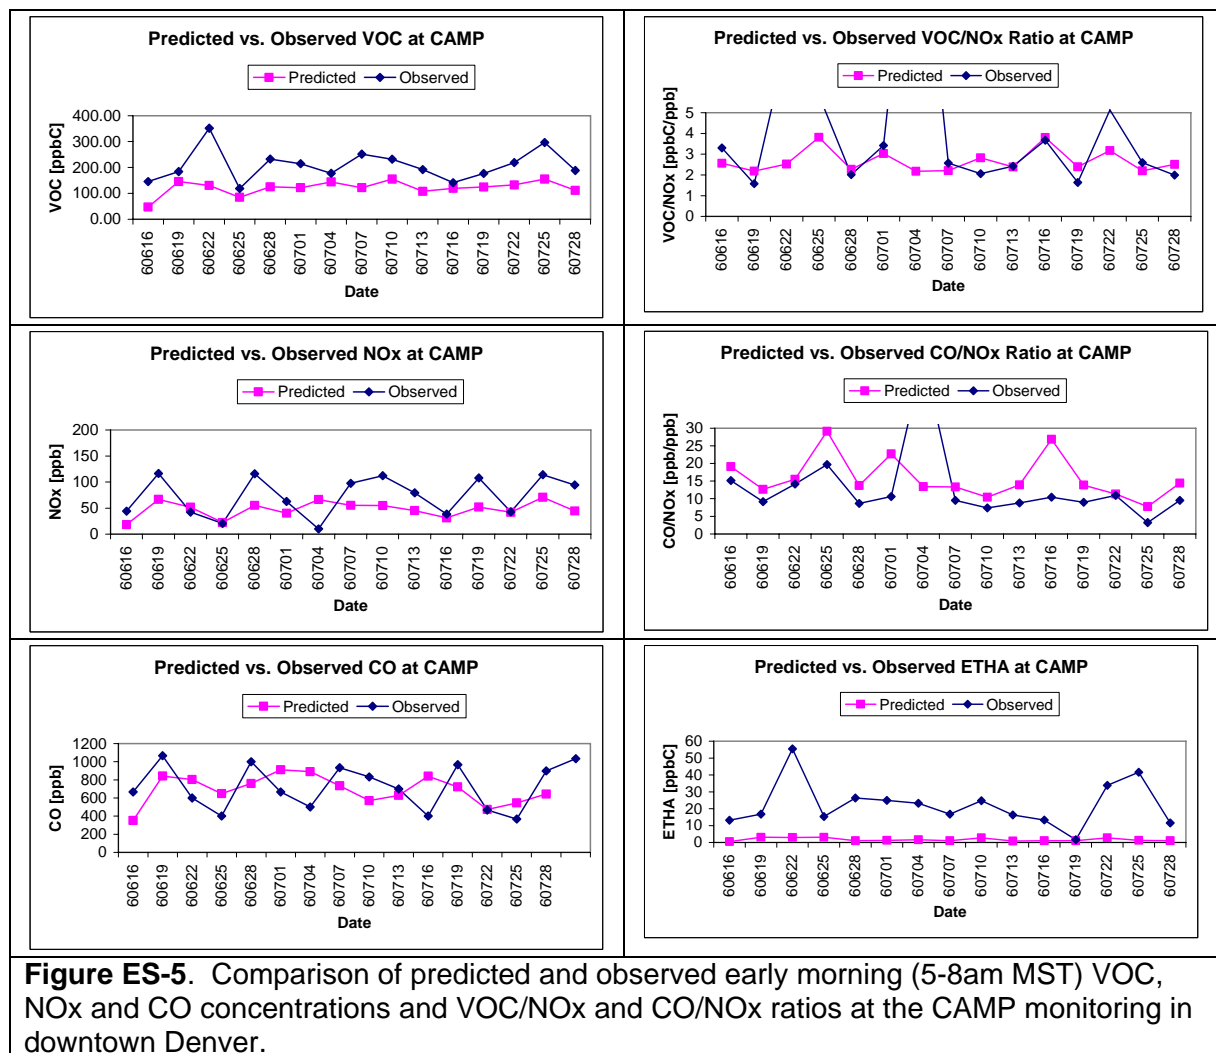 Predicted vs. Observed VOC at CAMP
Predicted Observed
400.00
300.00
200.00
100.00
0.00
VOC [ppbC]
60616 60619 60622 60625 60628 60701 60704 60707 60710 60713 60716 60719 60722 60725 60728
Date
Predicted vs. Observed VOC/NOx Ratio at CAMP
Predicted Observed
5
4
3
2
1
0
VOC/NOx [ppbC/ppb]
60616 60619 60622 60625 60628 60701 60704 60707 60710 60713 60716 60719 60722 60725 60728
Date
Predicted vs. Observed NOx at CAMP
Predicted Observed
200
150
100
50
0
NOx [ppb]
60616 60619 60622 60625 60628 60701 60704 60707 60710 60713 60716 60719 60722 60725 60728
Date
Predicted vs. Observed CO/NOx Ratio at CAMP
Predicted Observed
30
25
20
15
10
5
0
CO/NOx [ppb/ppb]
60616 60619 60622 60625 60628 60701 60704 60707 60710 60713 60716 60719 60722 60725 60728
Date
Predicted vs. Observed CO at CAMP
Predicted Observed
1200
1000
800
600
400
200
0
CO [ppb]
60616 60619 60622 60625 60628 60701 60704 60707 60710 60713 60716 60719 60722 60725 60728
Date
Predicted vs. Observed ETHA at CAMP
Predicted Observed
60
50
40
30
20
10
0
ETHA [ppbC]
60616 60619 60622 60625 60628 60701 60704 60707 60710 60713 60716 60719 60722 60725 60728
Date
Figure ES-5. Comparison of predicted and observed early morning (5-8am MST) VOC,
NOx and CO concentrations and VOC/NOx and CO/NOx ratios at the CAMP monitoring in
downtown Denver.